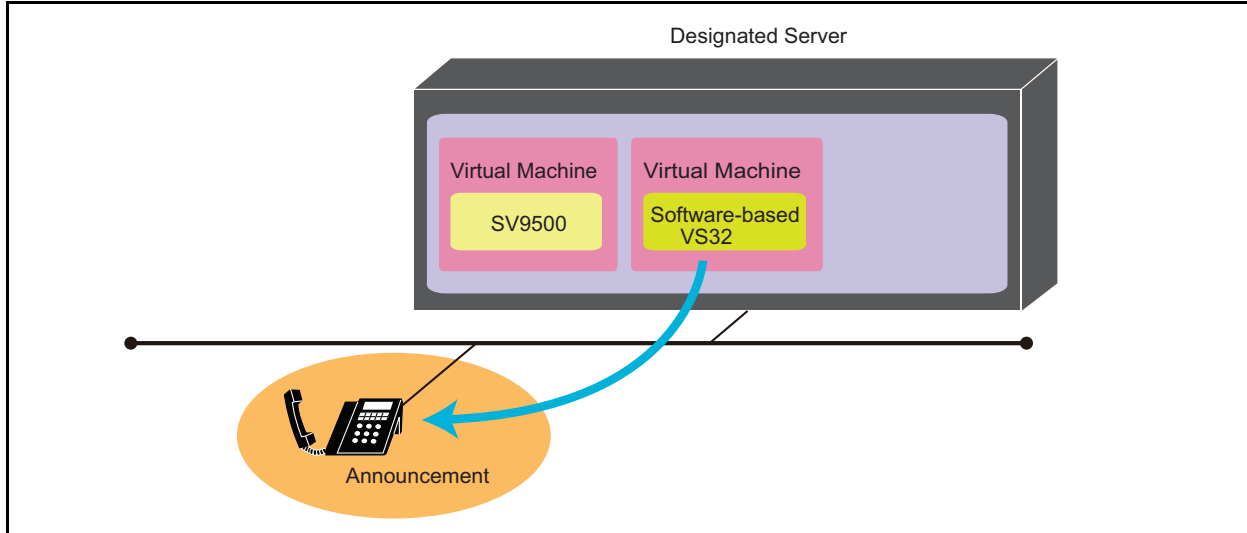 Designated Server
Virtual Machine
SV9500
Virtual Machine
Software-based
VS32
Announcement